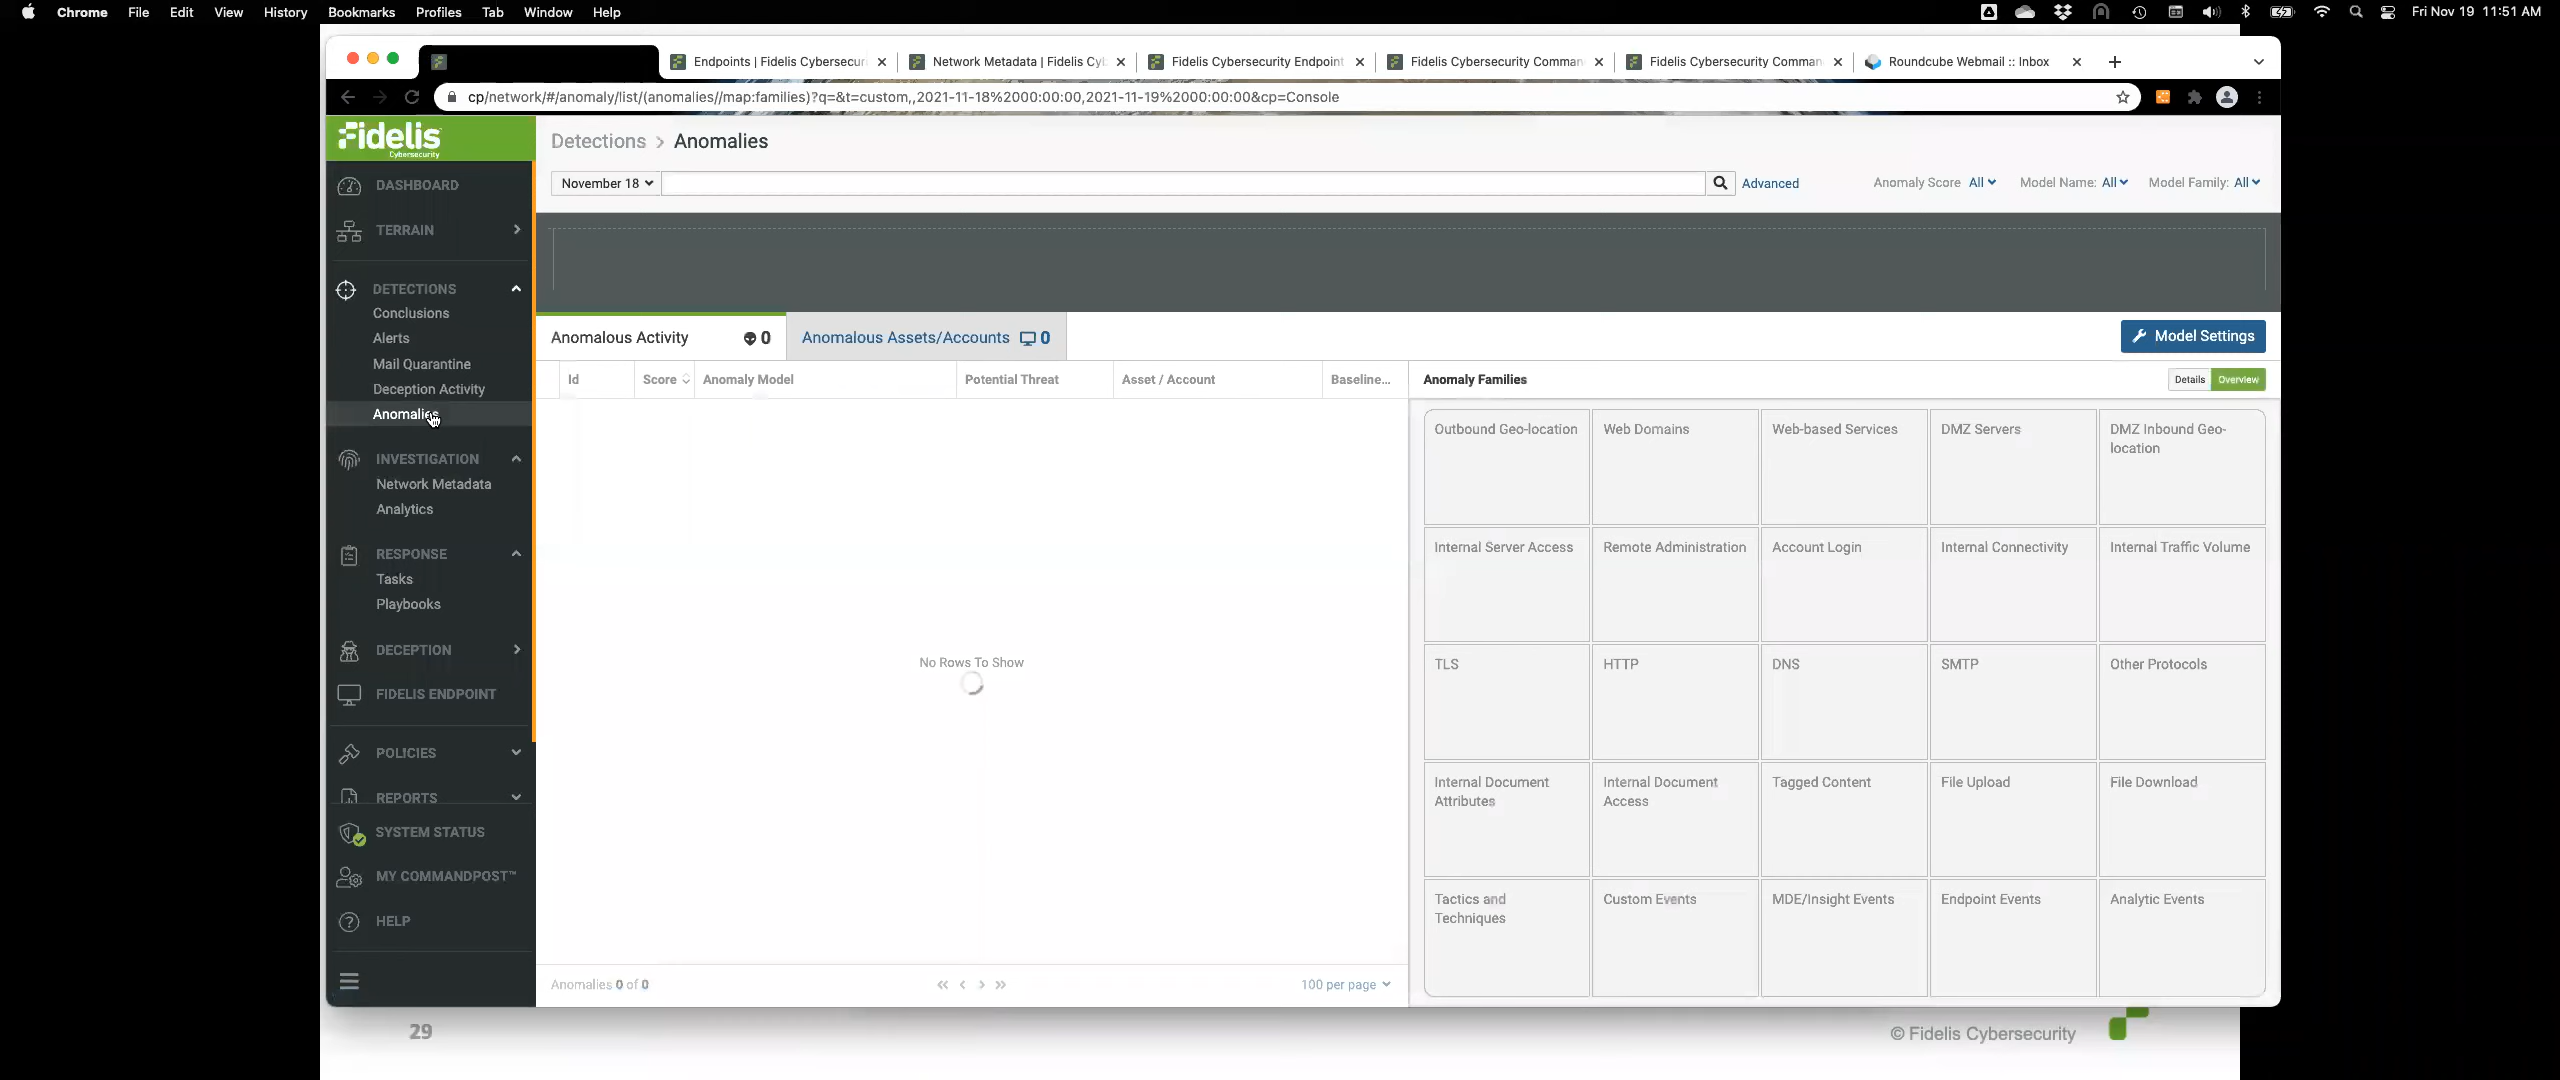 Chrome File Edit View History Bookmarks Profiles Tab Window Help
Fri Nov 19 11:51 AM
Endpoints | Fidelis Cybersecuri
Network Metadata | Fidelis Cyb
Fidelis Cybersecurity Endpoint
Fidelis Cybersecurity Comman
Fidelis Cybersecurity Comman
Roundcube Webmail :: Inbox
cp/network/#/anomaly/list/(anomalies//map:families)?q=&t=custom,,2021-11-18%2000:00:00,2021-11-19%2000:00:00&cp=Console
Fidelis
Cybersecurity
DASHBOARD
TERRAIN
DETECTIONS
Conclusions
Alerts
Mail Quarantine
Deception Activity
Anomalies
INVESTIGATION
Network Metadata
Analytics
RESPONSE
Tasks
Playbooks
DECEPTION
FIDELIS ENDPOINT
POLICIES
REPORTS
SYSTEM STATUS
MY COMMANDPOST™
HELP
Detections > Anomalies
November 18
Advanced
Anomaly Score All
Model Name: All
Model Family: All
Anomalous Activity 0
Anomalous Assets/Accounts 0
Model Settings
Id Score Anomaly Model Potential Threat Asset / Account Baseline...
No Rows To Show
Anomalies 0 of 0
100 per page
Anomaly Families
Details Overview
Outbound Geo-location
Web Domains
Web-based Services
DMZ Servers
DMZ Inbound Geo-
location
Internal Server Access
Remote Administration
Account Login
Internal Connectivity
Internal Traffic Volume
TLS
HTTP
DNS
SMTP
Other Protocols
Internal Document
Attributes
Internal Document
Access
Tagged Content
File Upload
File Download
Tactics and
Techniques
Custom Events
MDE/Insight Events
Endpoint Events
Analytic Events
29
© Fidelis Cybersecurity